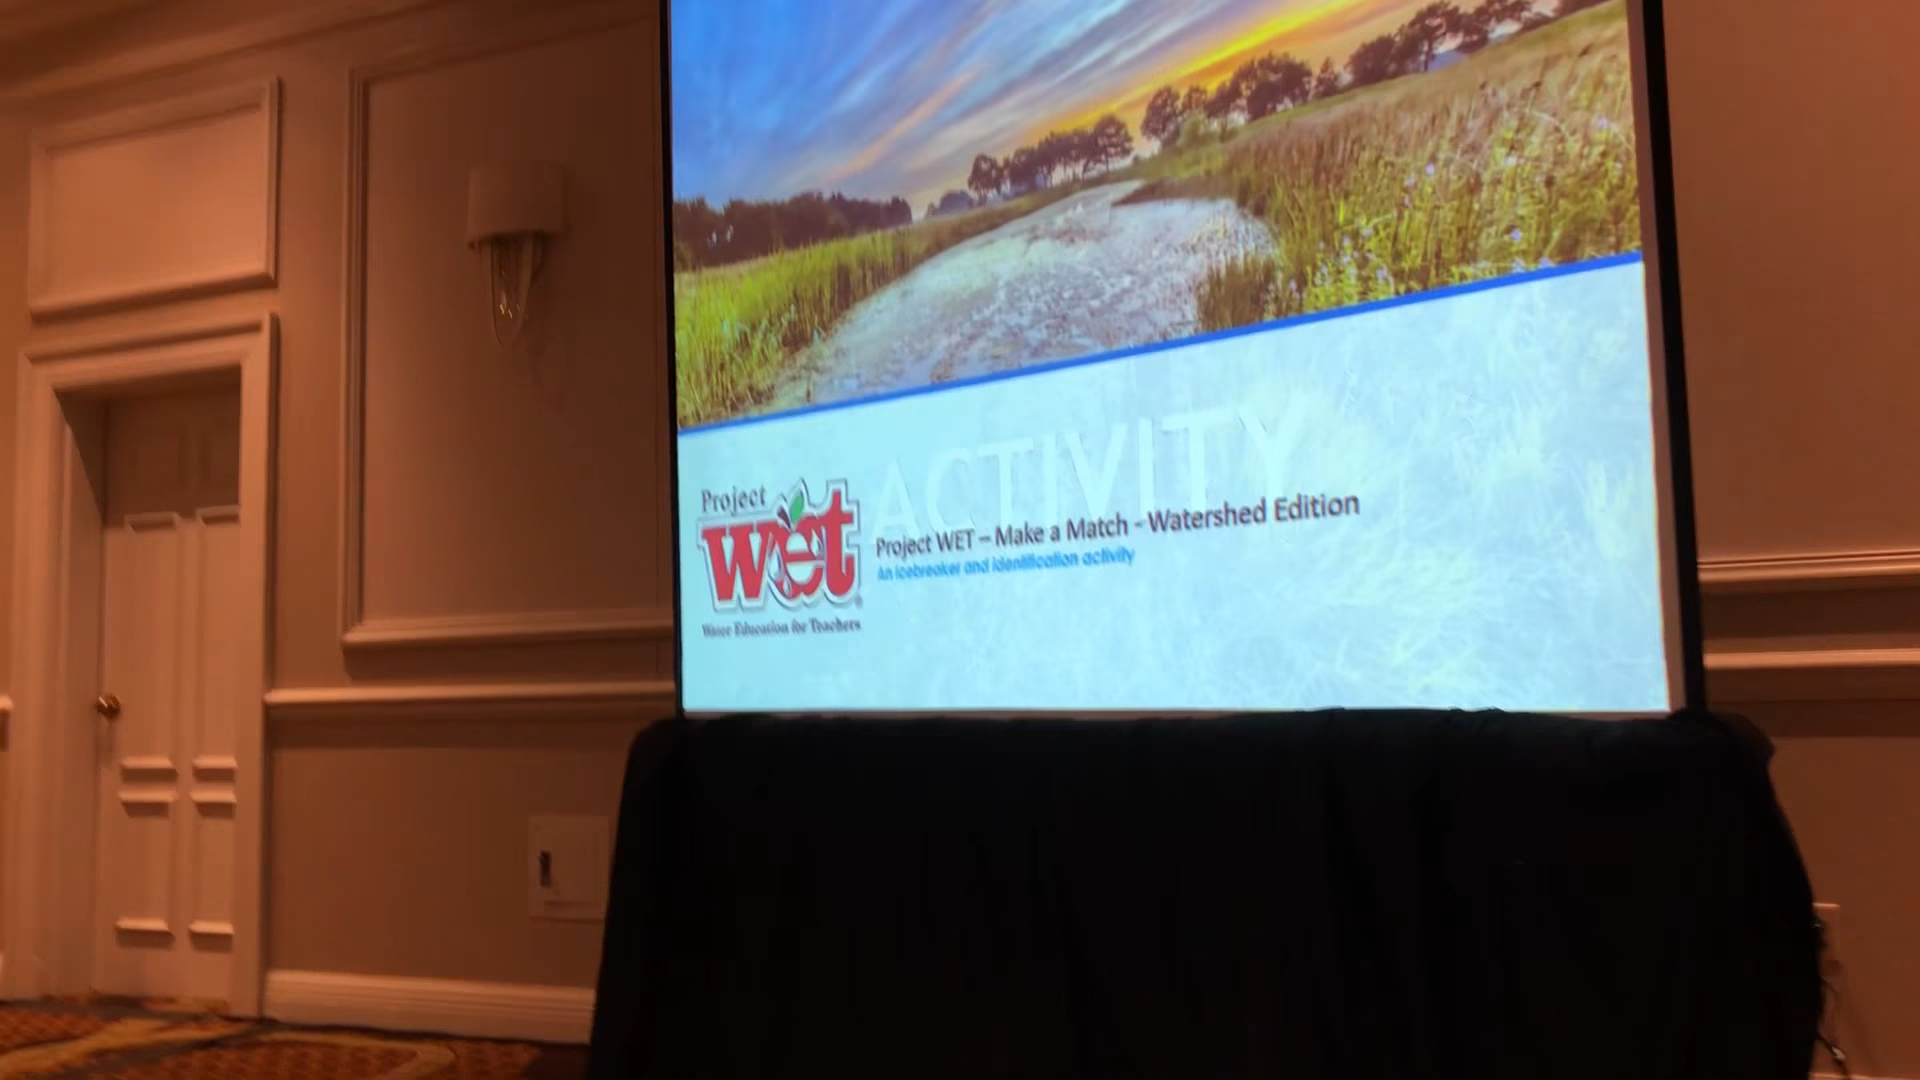 ACTIVITY
Project
wet
Water Education for Teachers
Project WET – Make a Match - Watershed Edition
An icebreaker and identification activity